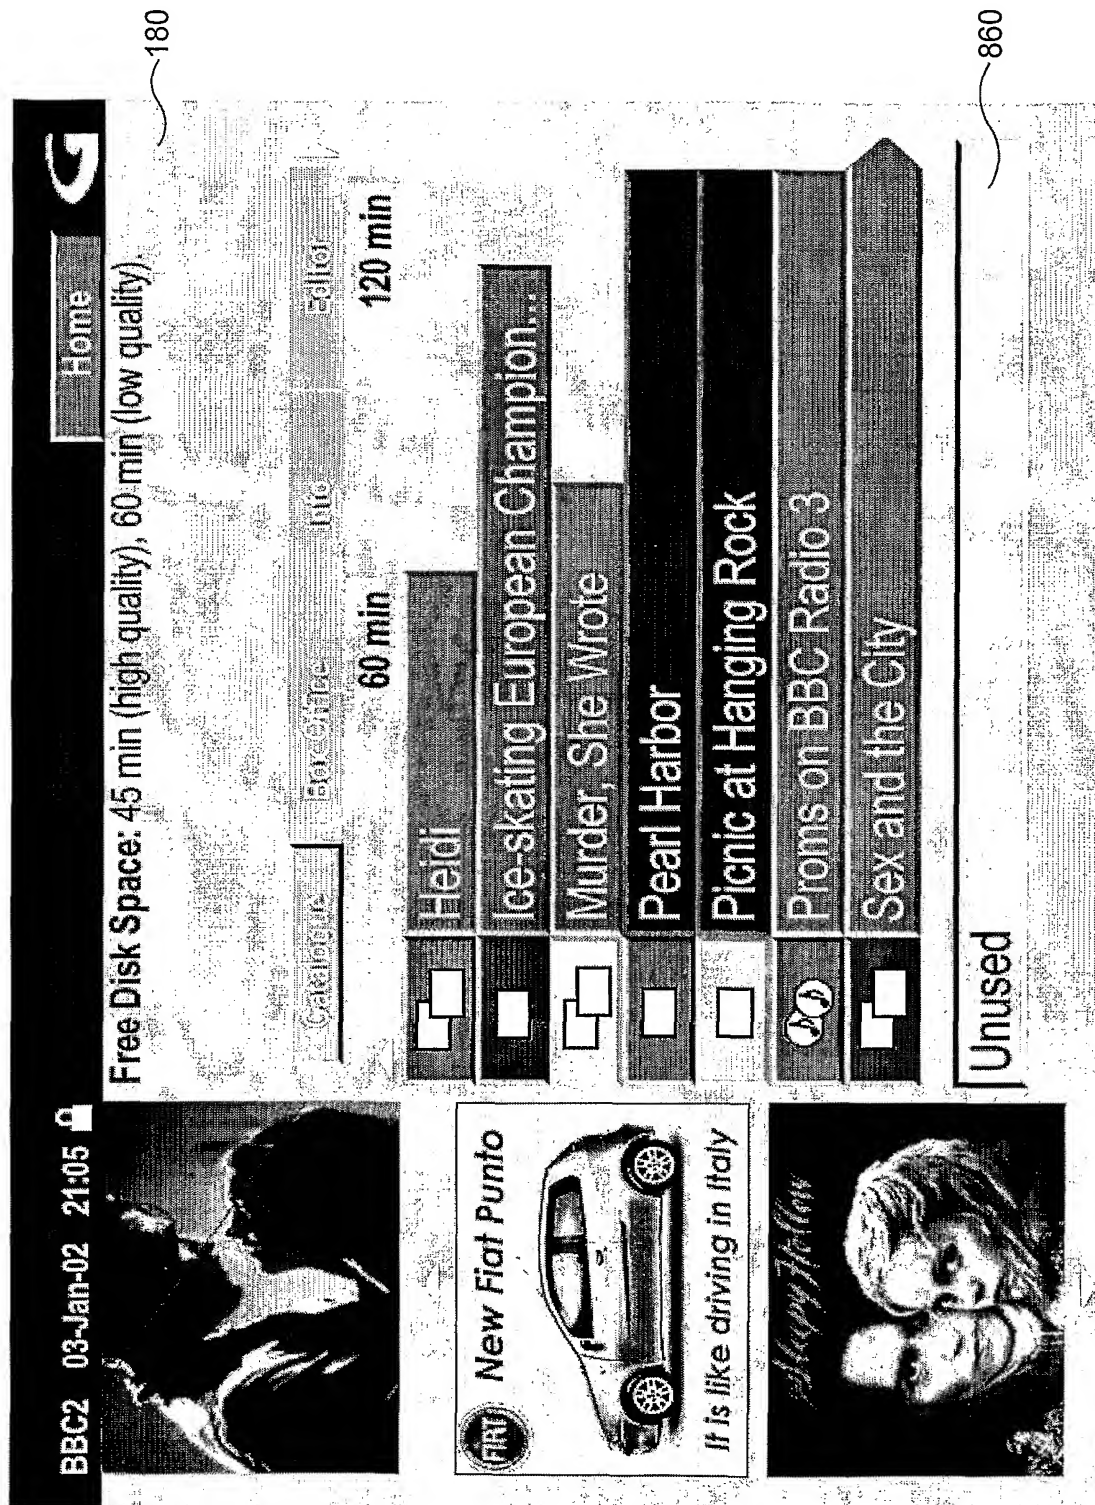 BBC2 03-Jan-02 21:05
Home
180
Free Disk Space: 45 min (high quality), 60 min (low quality).
Catalogue Info Editor
60 min 120 min
Heidi
Ice-skating European Champion...
Murder, She Wrote
Pearl Harbor
Picnic at Hanging Rock
Proms on BBC Radio 3
Sex and the City
Unused
860
New Fiat Punto
It is like driving in Italy